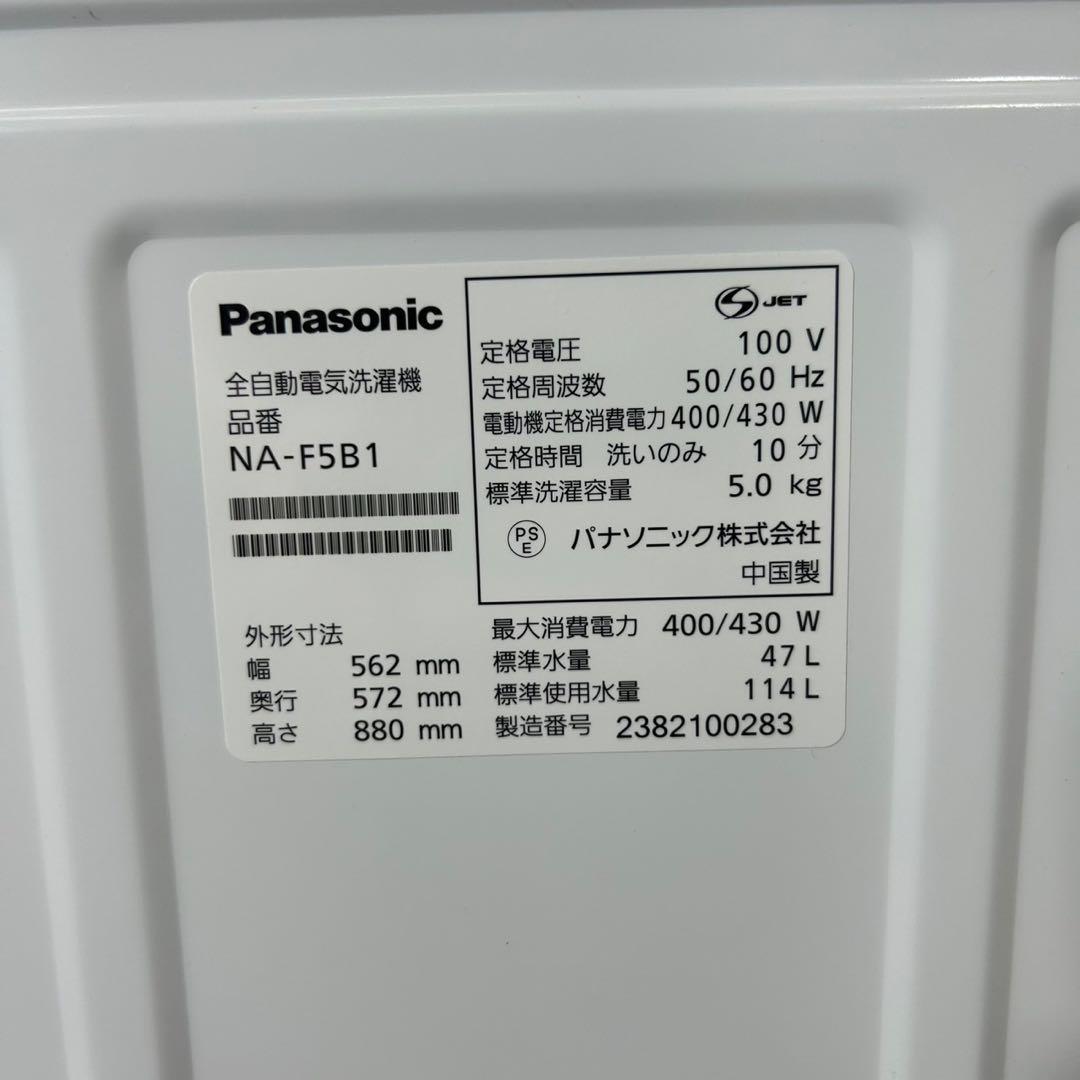 Panasonic
全自動電気洗濯機
品番
NA-F5B1
外形寸法
幅 562 mm
奥行 572 mm
高さ 880 mm
JET
定格電圧 100 V
定格周波数 50/60 Hz
電動機定格消費電力 400/430 W
定格時間 洗いのみ 10 分
標準洗濯容量 5.0 kg
PS
E
パナソニック株式会社
中国製
最大消費電力 400/430 W
標準水量 47 L
標準使用水量 114 L
製造番号 2382100283